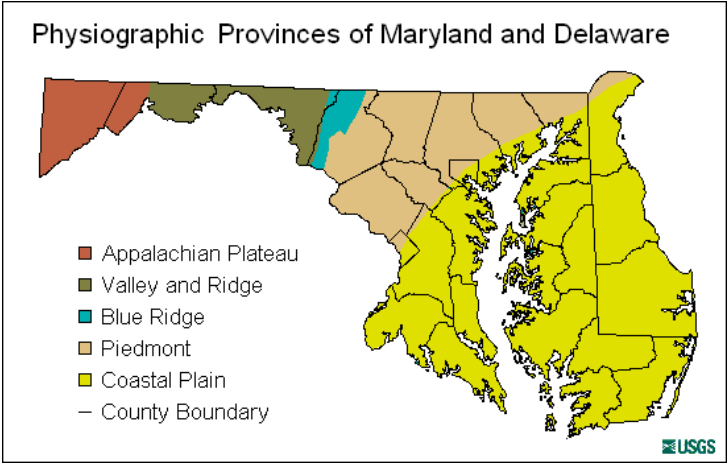 Physiographic Provinces of Maryland and Delaware
Appalachian Plateau
Valley and Ridge
Blue Ridge
Piedmont
Coastal Plain
County Boundary
USGS